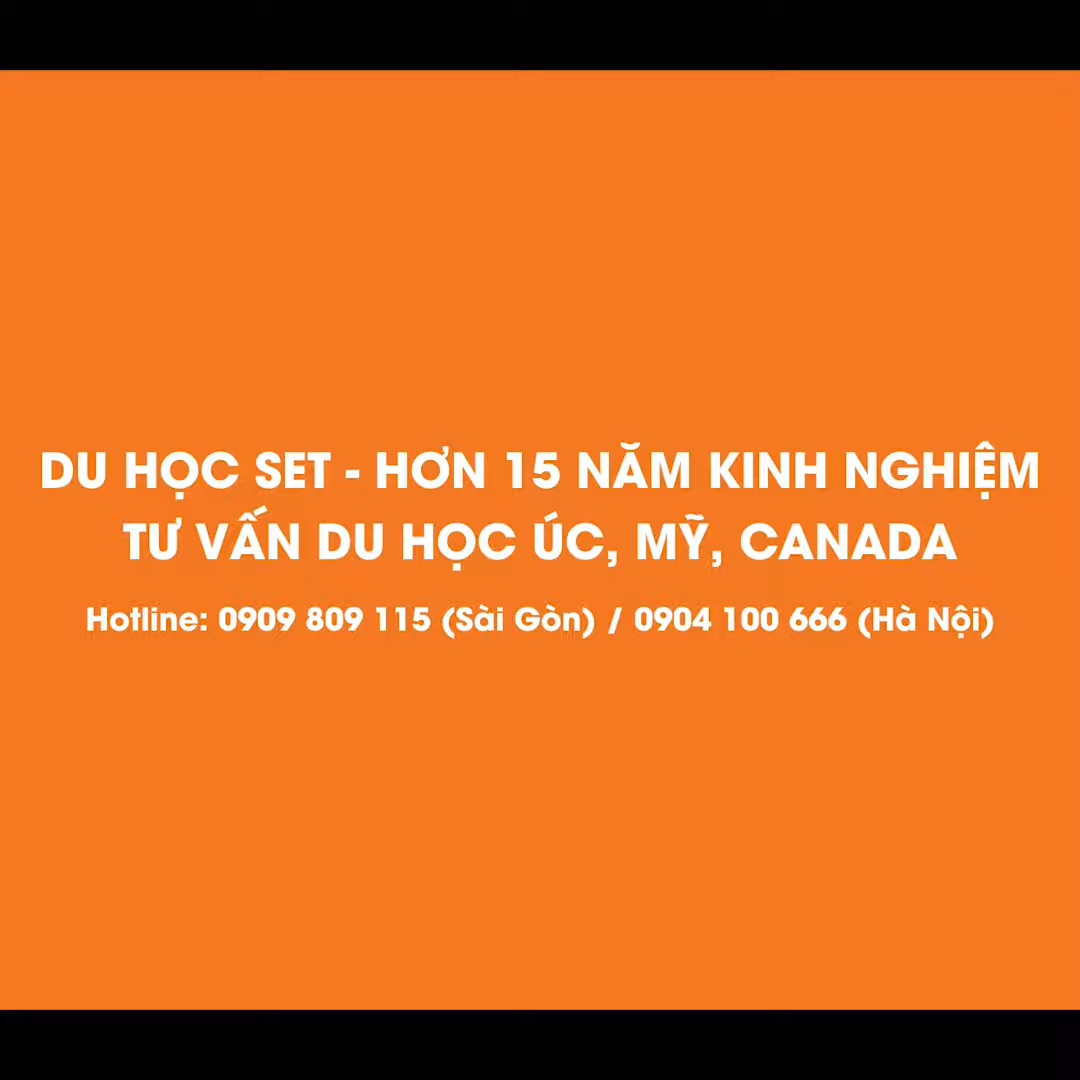 DU HỌC SET - HƠN 15 NĂM KINH NGHIỆM
TƯ VẤN DU HỌC ÚC, MỸ, CANADA
Hotline: 0909 809 115 (Sài Gòn) / 0904 100 666 (Hà Nội)